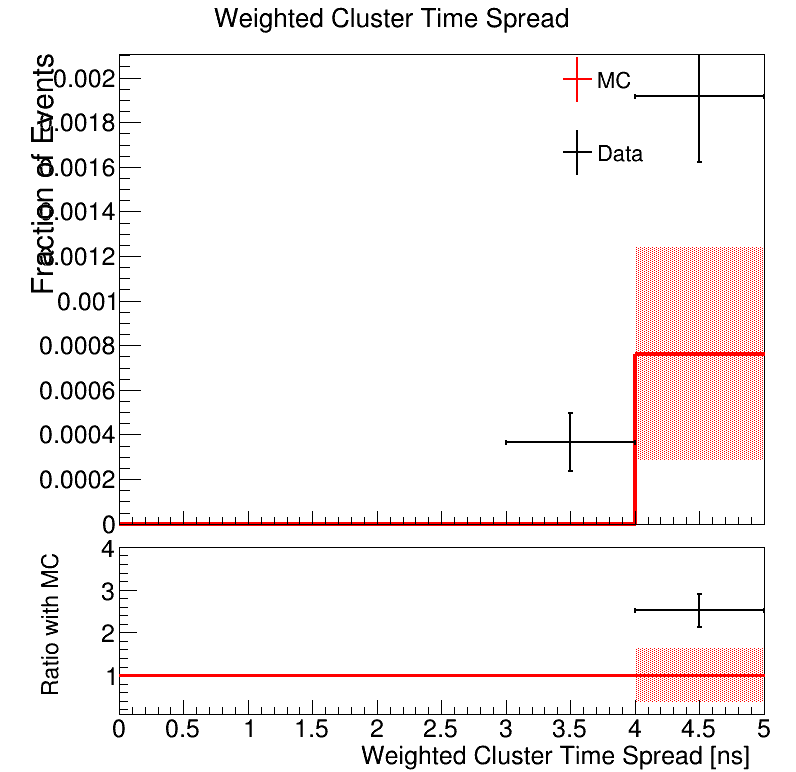 Weighted Cluster Time Spread
Fraction of Events
0.002
0.0018
0.0016
0.0014
0.0012
0.001
0.0008
0.0006
0.0004
0.0002
0
MC
Data
Ratio with MC
4
3
2
1
0 0.5 1 1.5 2 2.5 3 3.5 4 4.5 5
Weighted Cluster Time Spread [ns]